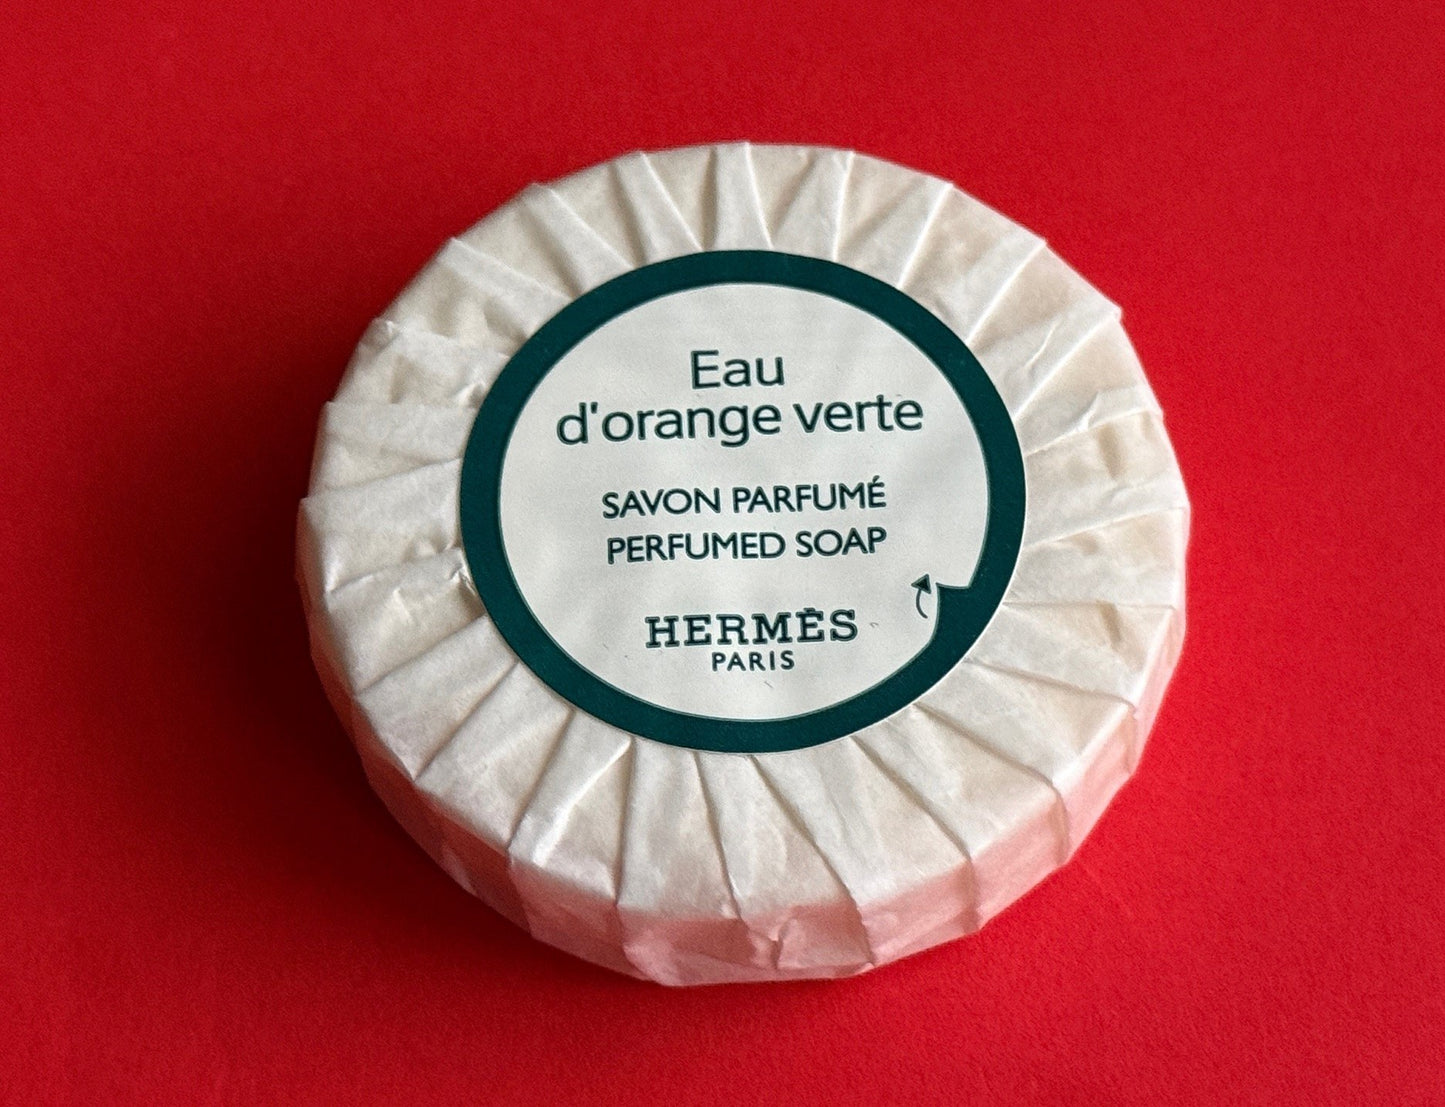 Eau
d'orange verte
SAVON PARFUMÉ
PERFUMED SOAP
HERMÈS
PARIS